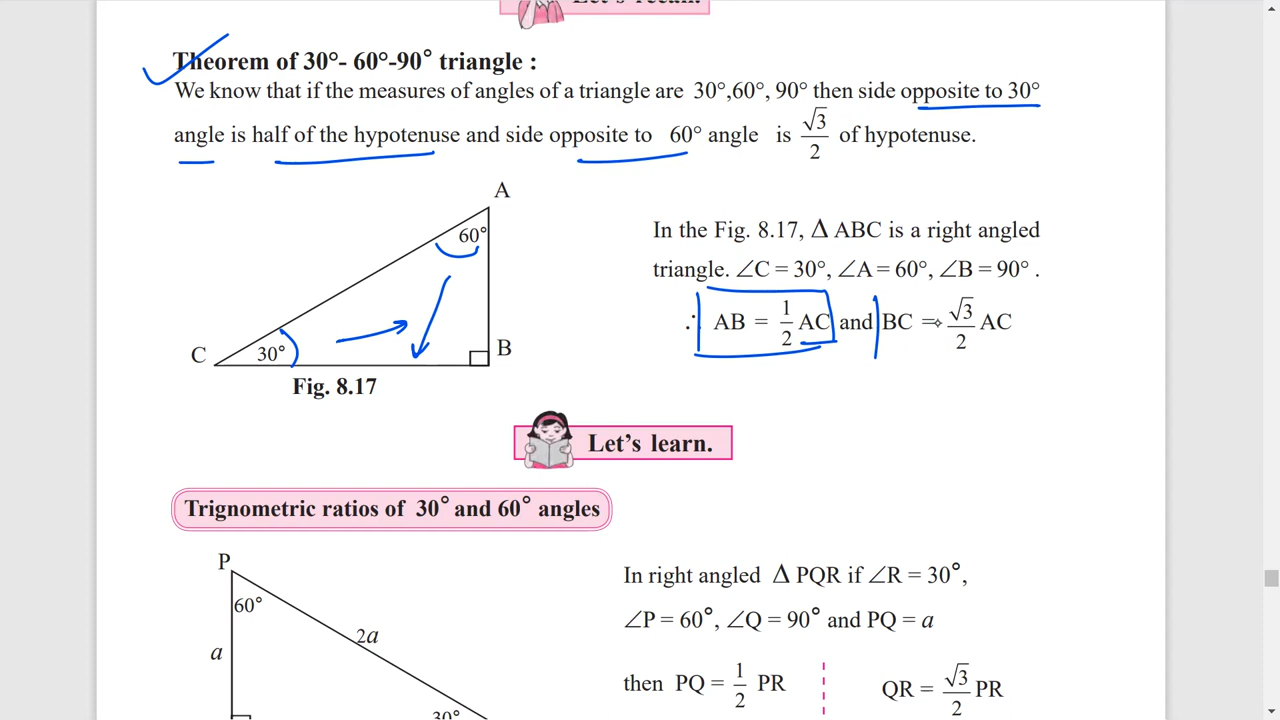 Let's recall.
Theorem of 30°- 60°-90° triangle :
We know that if the measures of angles of a triangle are 30°,60°, 90° then side opposite to 30°
angle is half of the hypotenuse and side opposite to 60° angle is √3/2 of hypotenuse.
A
60°
C
30°
B
Fig. 8.17
In the Fig. 8.17, Δ ABC is a right angled
triangle. ∠C = 30°, ∠A = 60°, ∠B = 90° .
∴ AB = 1/2 AC and BC = √3/2 AC
Let's learn.
Trignometric ratios of 30° and 60° angles
P
60°
2a
a
30°
In right angled Δ PQR if ∠R = 30°,
∠P = 60°, ∠Q = 90° and PQ = a
then PQ = 1/2 PR
QR = √3/2 PR